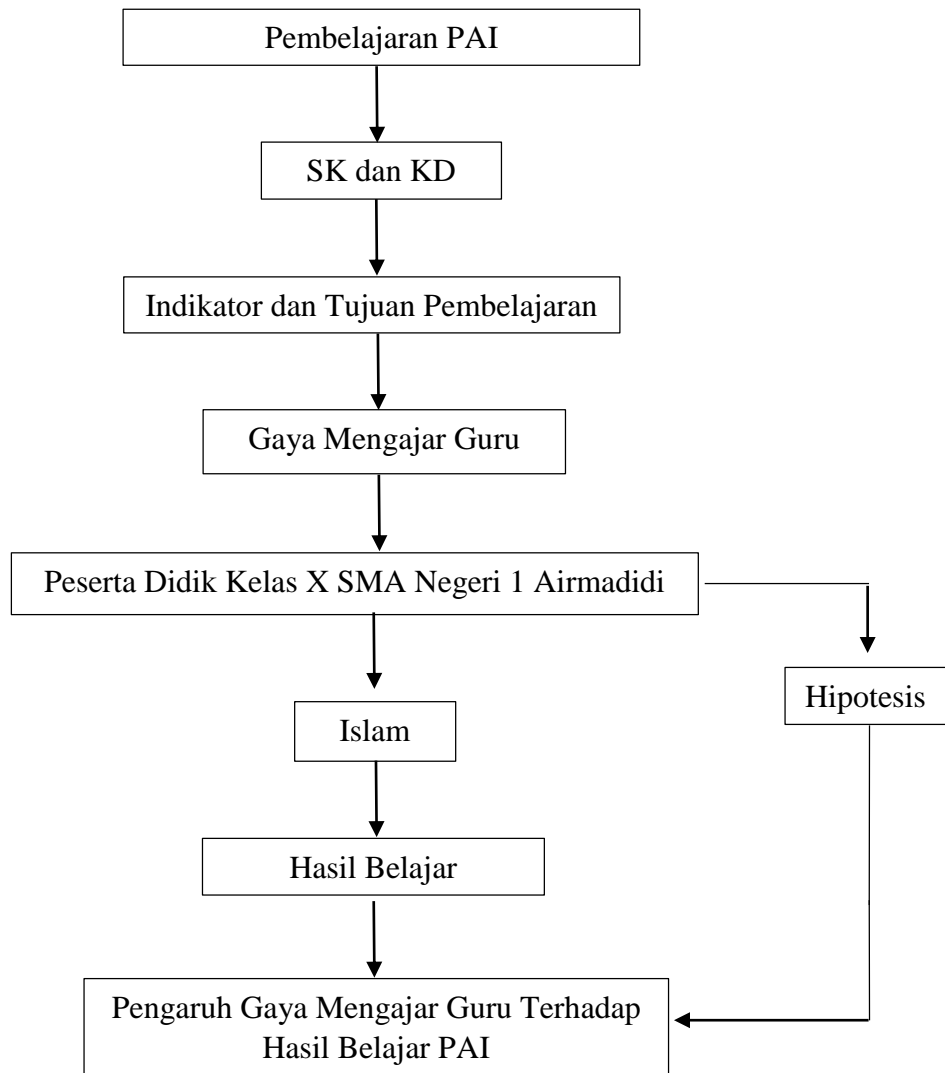 Pembelajaran PAI
SK dan KD
Indikator dan Tujuan Pembelajaran
Gaya Mengajar Guru
Peserta Didik Kelas X SMA Negeri 1 Airmadidi
Hipotesis
Islam
Hasil Belajar
Pengaruh Gaya Mengajar Guru Terhadap
Hasil Belajar PAI